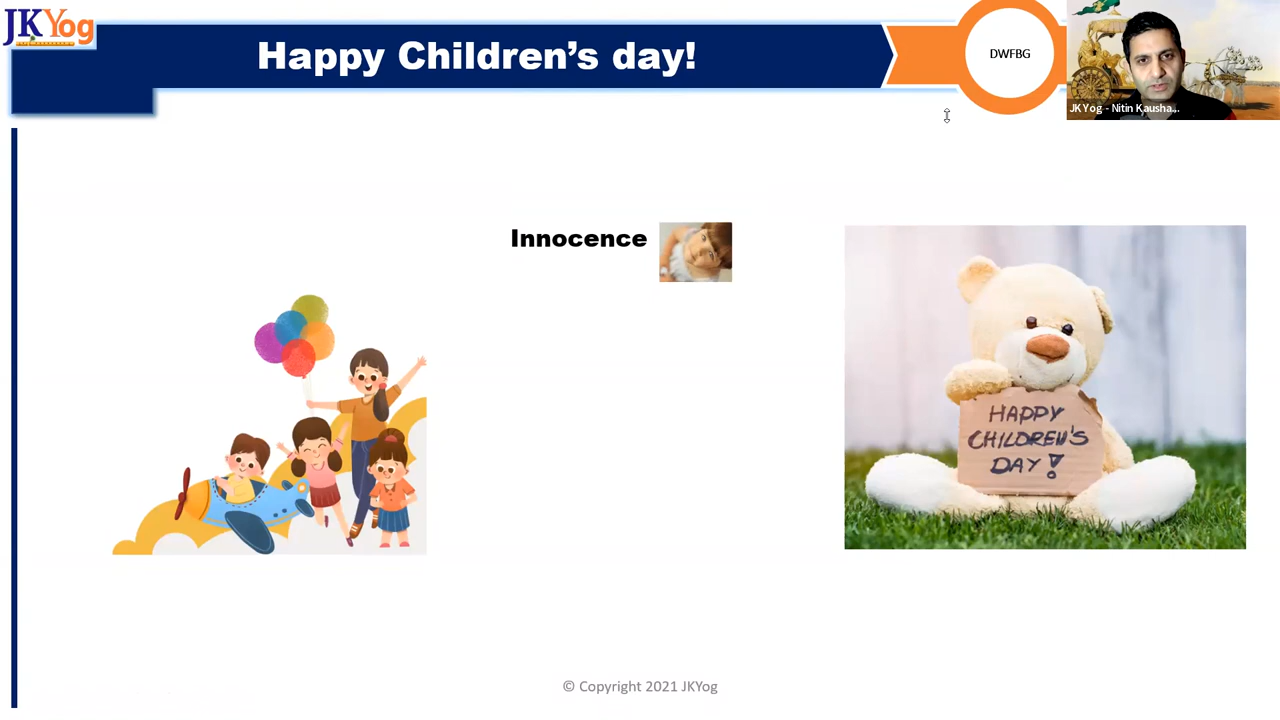 JKYog
Happy Children's day!
DWFBG
JKYog - Nitin Kausha...
Innocence
HAPPY
CHILDREN'S
DAY!
© Copyright 2021 JKYog